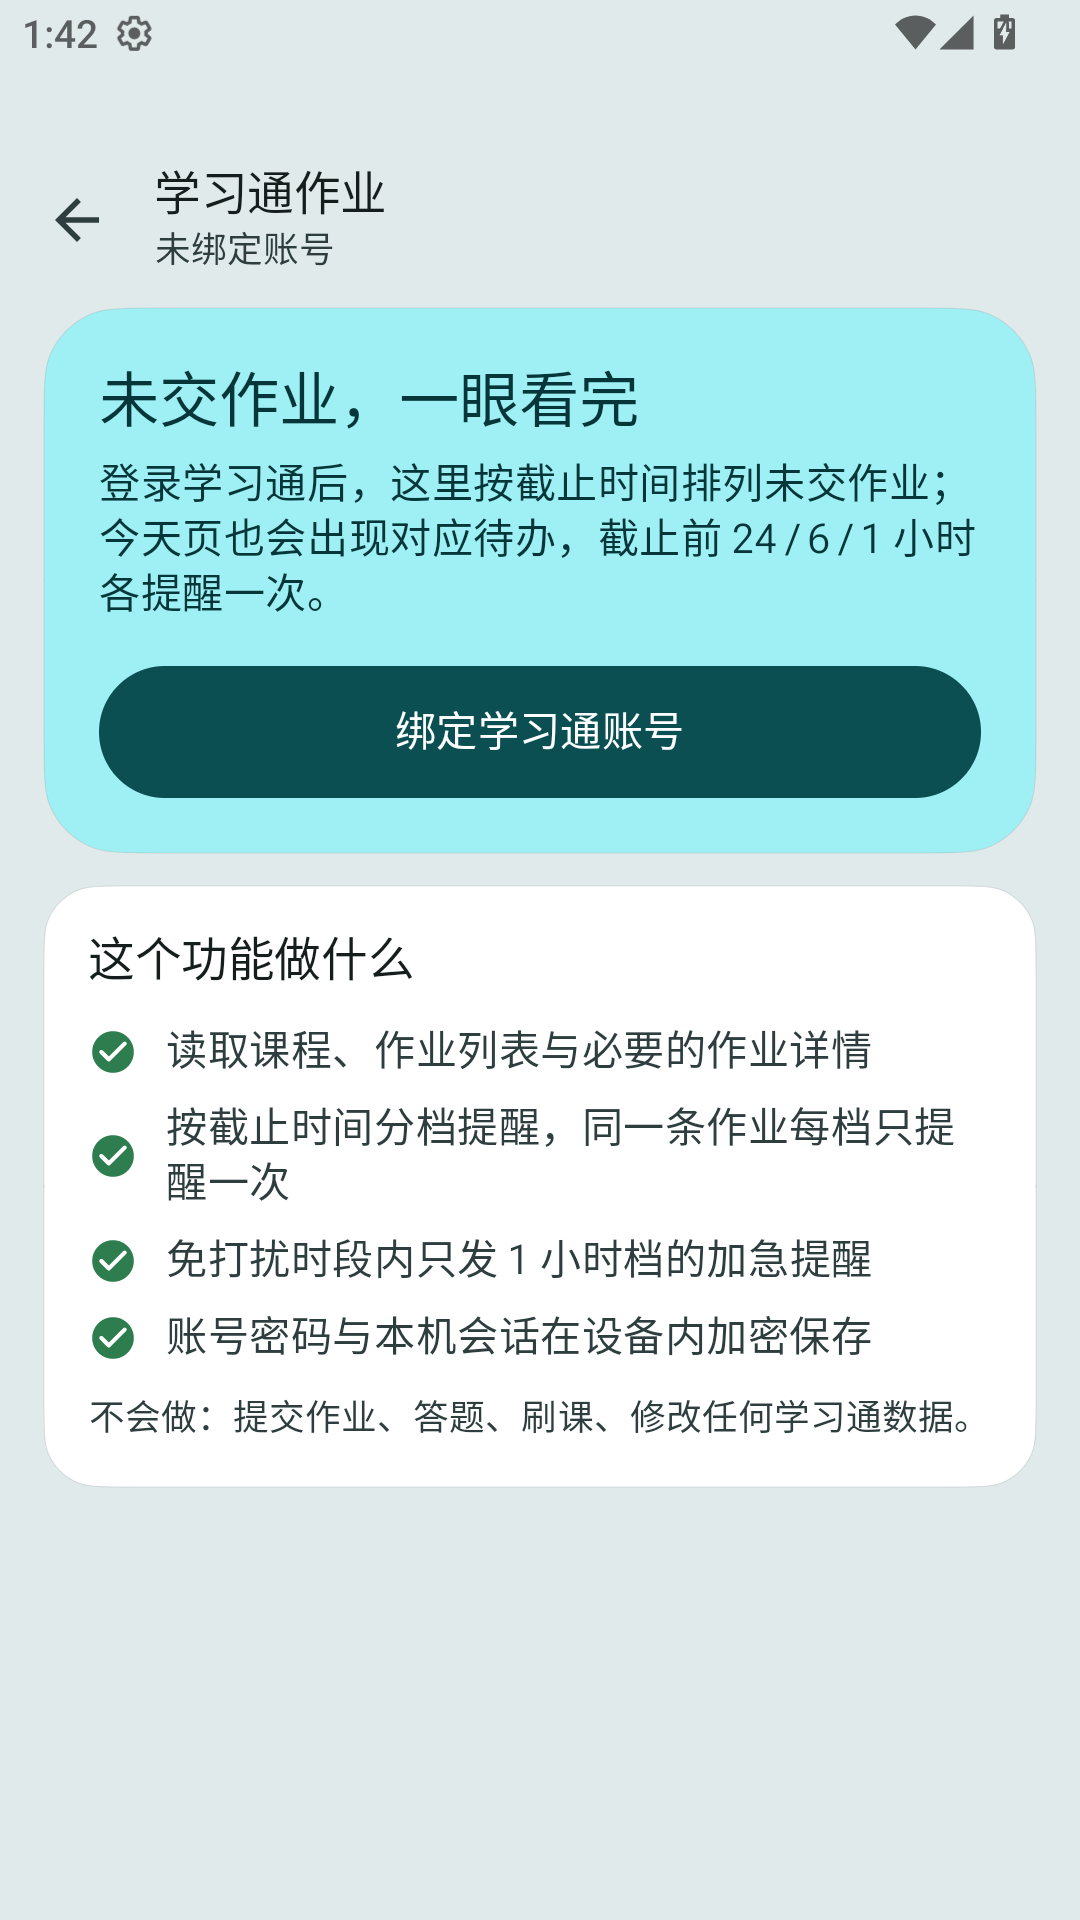 1:42
学习通作业
未绑定账号
未交作业，一眼看完
登录学习通后，这里按截止时间排列未交作业；
今天页也会出现对应待办，截止前 24 / 6 / 1 小时
各提醒一次。
绑定学习通账号
这个功能做什么
读取课程、作业列表与必要的作业详情
按截止时间分档提醒，同一条作业每档只提
醒一次
免打扰时段内只发 1 小时档的加急提醒
账号密码与本机会话在设备内加密保存
不会做：提交作业、答题、刷课、修改任何学习通数据。